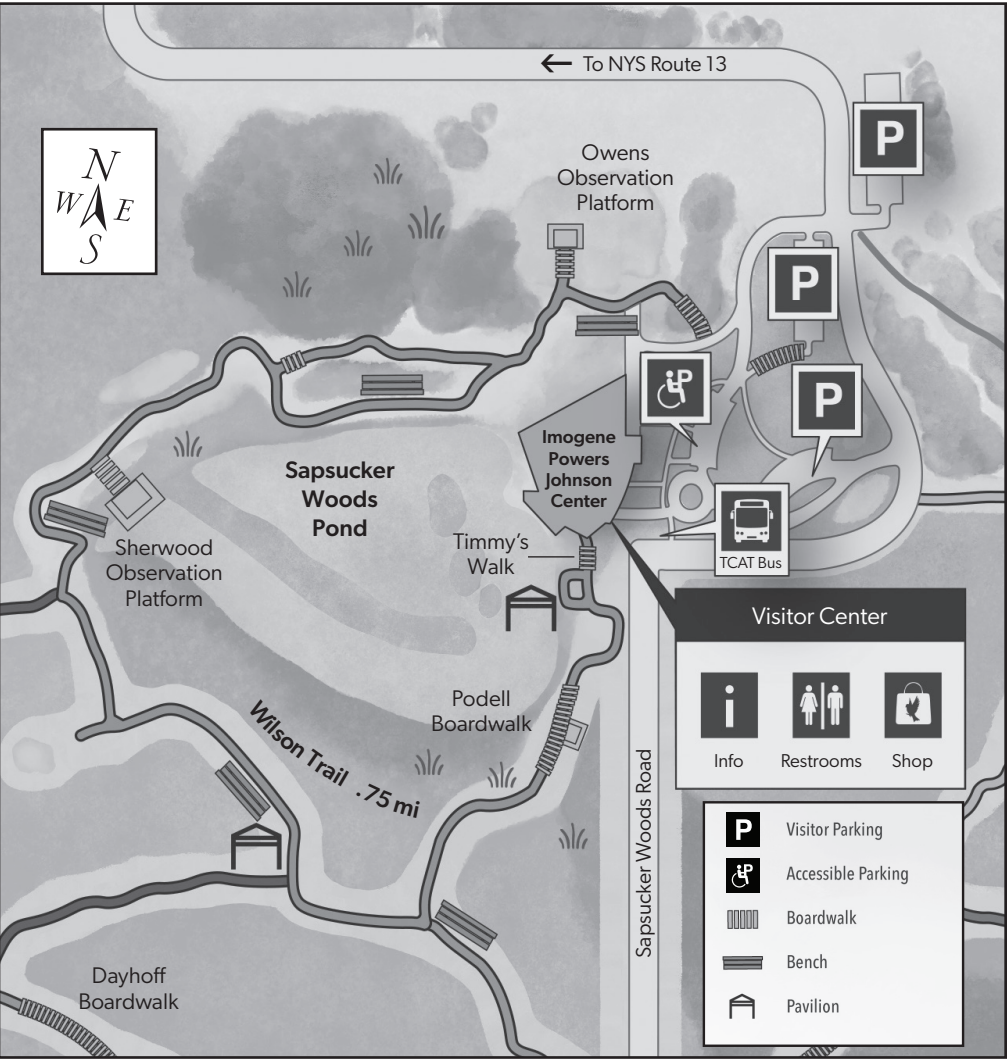 ← To NYS Route 13
P
N
W E
S
Owens
Observation
Platform
P
P
P
Imogene
Powers
Johnson
Center
Sapsucker
Woods
Pond
TCAT Bus
Timmy's
Walk
Sherwood
Observation
Platform
Visitor Center
i
Info
Restrooms
Shop
Podell
Boardwalk
Wilson Trail .75 mi
Sapsucker Woods Road
P Visitor Parking
P Accessible Parking
Boardwalk
Bench
Pavilion
Dayhoff
Boardwalk